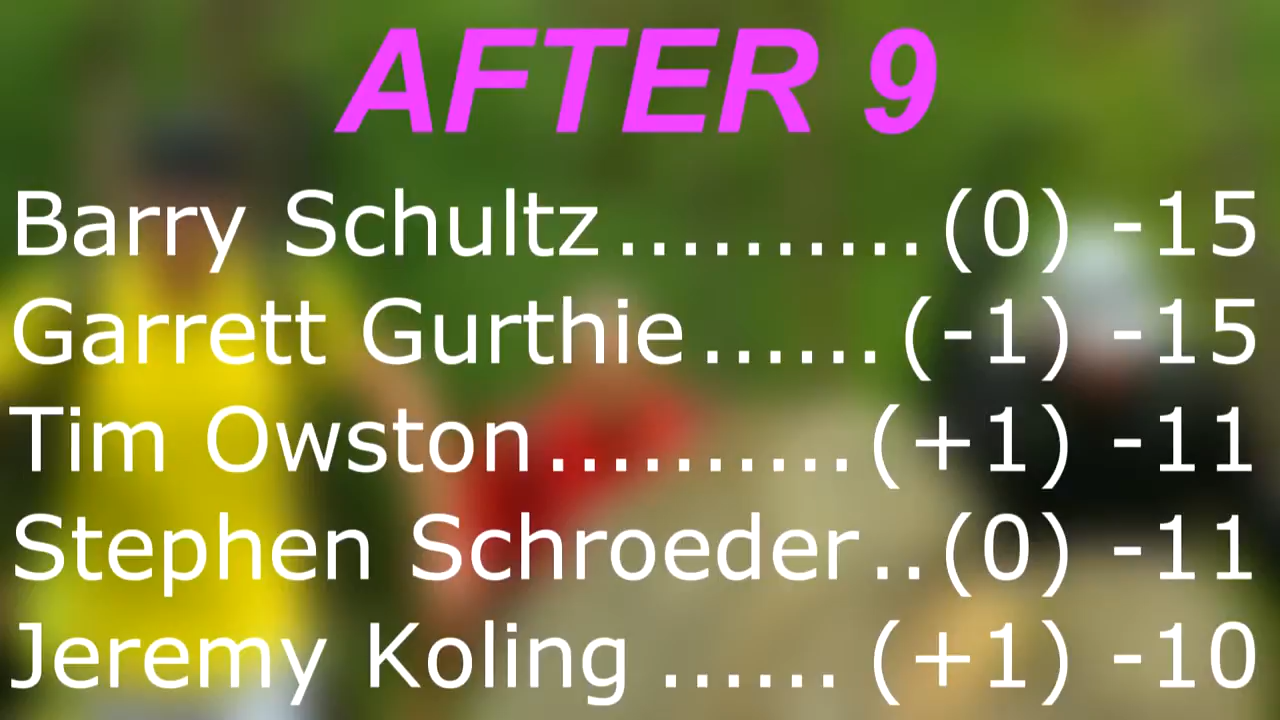 AFTER 9
Barry Schultz..........(0) -15
Garrett Gurthie......(-1) -15
Tim Owston..........(+1) -11
Stephen Schroeder..(0) -11
Jeremy Koling ......(+1) -10